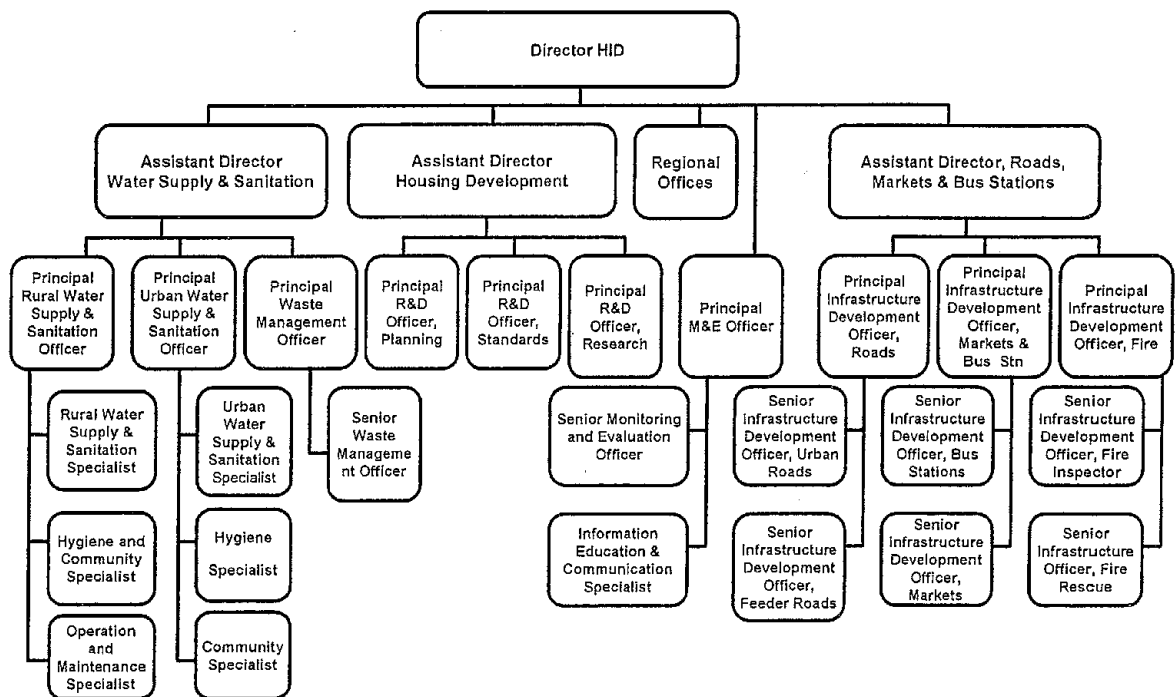 Director HID
Assistant Director
Water Supply & Sanitation
Assistant Director
Housing Development
Regional
Offices
Assistant Director, Roads,
Markets & Bus Stations
Principal
Rural Water
Supply &
Sanitation
Officer
Principal
Urban Water
Supply &
Sanitation
Officer
Principal
Waste
Management
Officer
Principal
R&D
Officer,
Planning
Principal
R&D
Officer,
Standards
Principal
R&D
Officer,
Research
Principal
M&E Officer
Principal
Infrastructure
Development
Officer,
Roads
Principal
Infrastructure
Development
Officer,
Markets &
Bus Stn
Principal
Infrastructure
Development
Officer, Fire
Rural Water
Supply &
Sanitation
Specialist
Urban
Water
Supply &
Sanitation
Specialist
Senior
Waste
Manageme
nt Officer
Senior Monitoring
and Evaluation
Officer
Senior
Infrastructure
Development
Officer, Urban
Roads
Senior
Infrastructure
Development
Officer, Bus
Stations
Senior
Infrastructure
Development
Officer, Fire
Inspector
Hygiene and
Community
Specialist
Hygiene
Specialist
Information
Education &
Communication
Specialist
Senior
Infrastructure
Development
Officer,
Feeder Roads
Senior
Infrastructure
Development
Officer,
Markets
Senior
Infrastructure
Officer, Fire
Rescue
Operation
and
Maintenance
Specialist
Community
Specialist